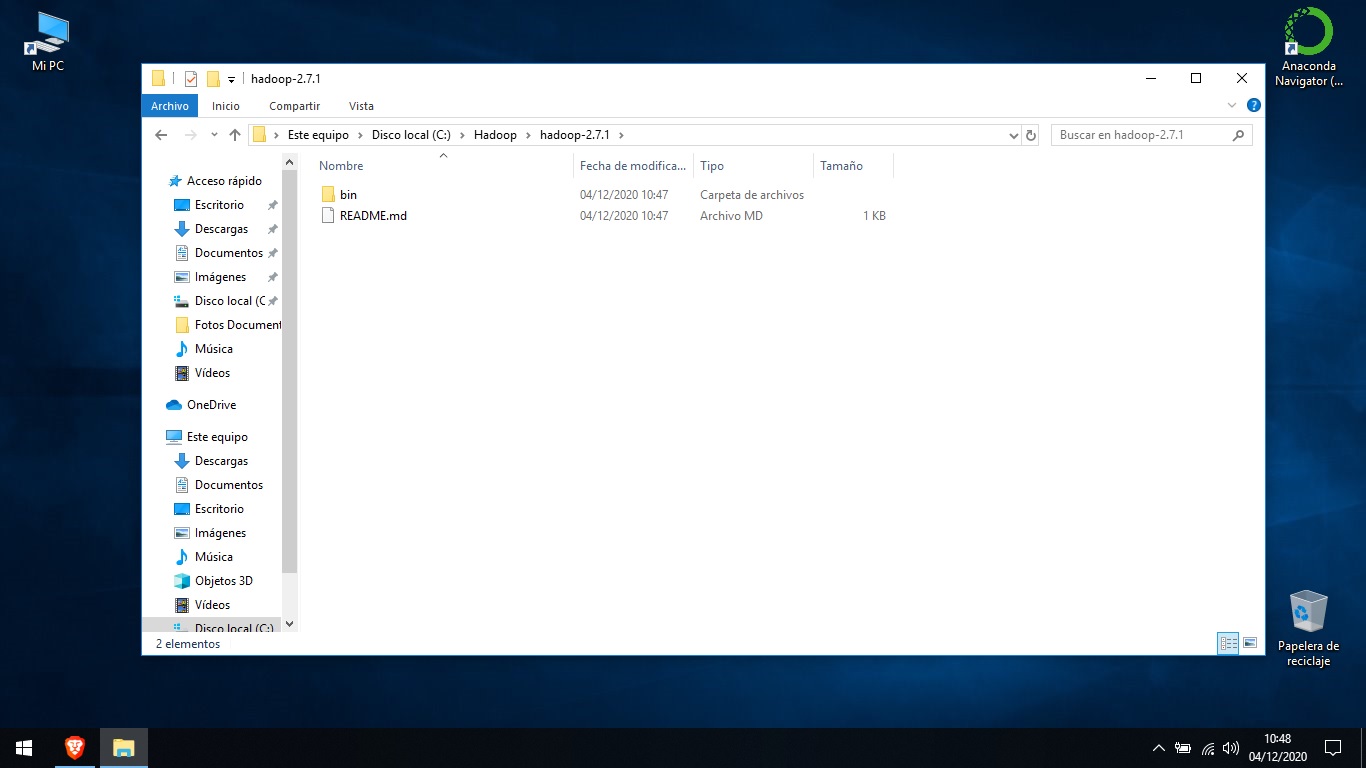 Mi PC
Anaconda
Navigator (...
hadoop-2.7.1
Archivo Inicio Compartir Vista
Este equipo Disco local (C:) Hadoop hadoop-2.7.1
Buscar en hadoop-2.7.1
Nombre Fecha de modifica... Tipo Tamaño
bin 04/12/2020 10:47 Carpeta de archivos
README.md 04/12/2020 10:47 Archivo MD 1 KB
Acceso rápido
Escritorio
Descargas
Documentos
Imágenes
Disco local (C
Fotos Document
Música
Vídeos
OneDrive
Este equipo
Descargas
Documentos
Escritorio
Imágenes
Música
Objetos 3D
Vídeos
Disco local (C:)
2 elementos
Papelera de
reciclaje
10:48
04/12/2020